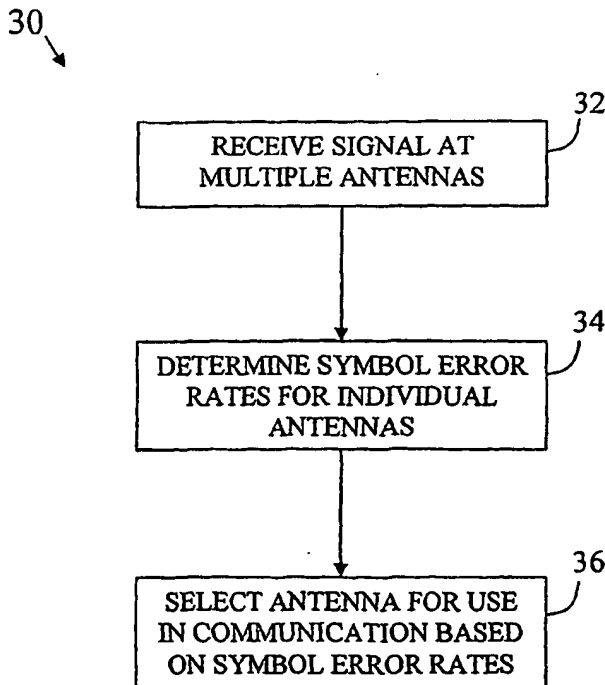 30
32
RECEIVE SIGNAL AT
MULTIPLE ANTENNAS
34
DETERMINE SYMBOL ERROR
RATES FOR INDIVIDUAL
ANTENNAS
36
SELECT ANTENNA FOR USE
IN COMMUNICATION BASED
ON SYMBOL ERROR RATES